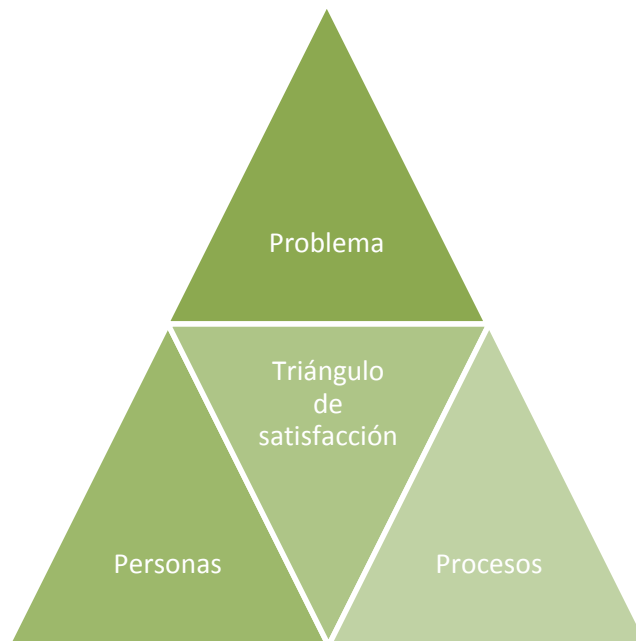 Problema
Triángulo
de
satisfacción
Personas
Procesos